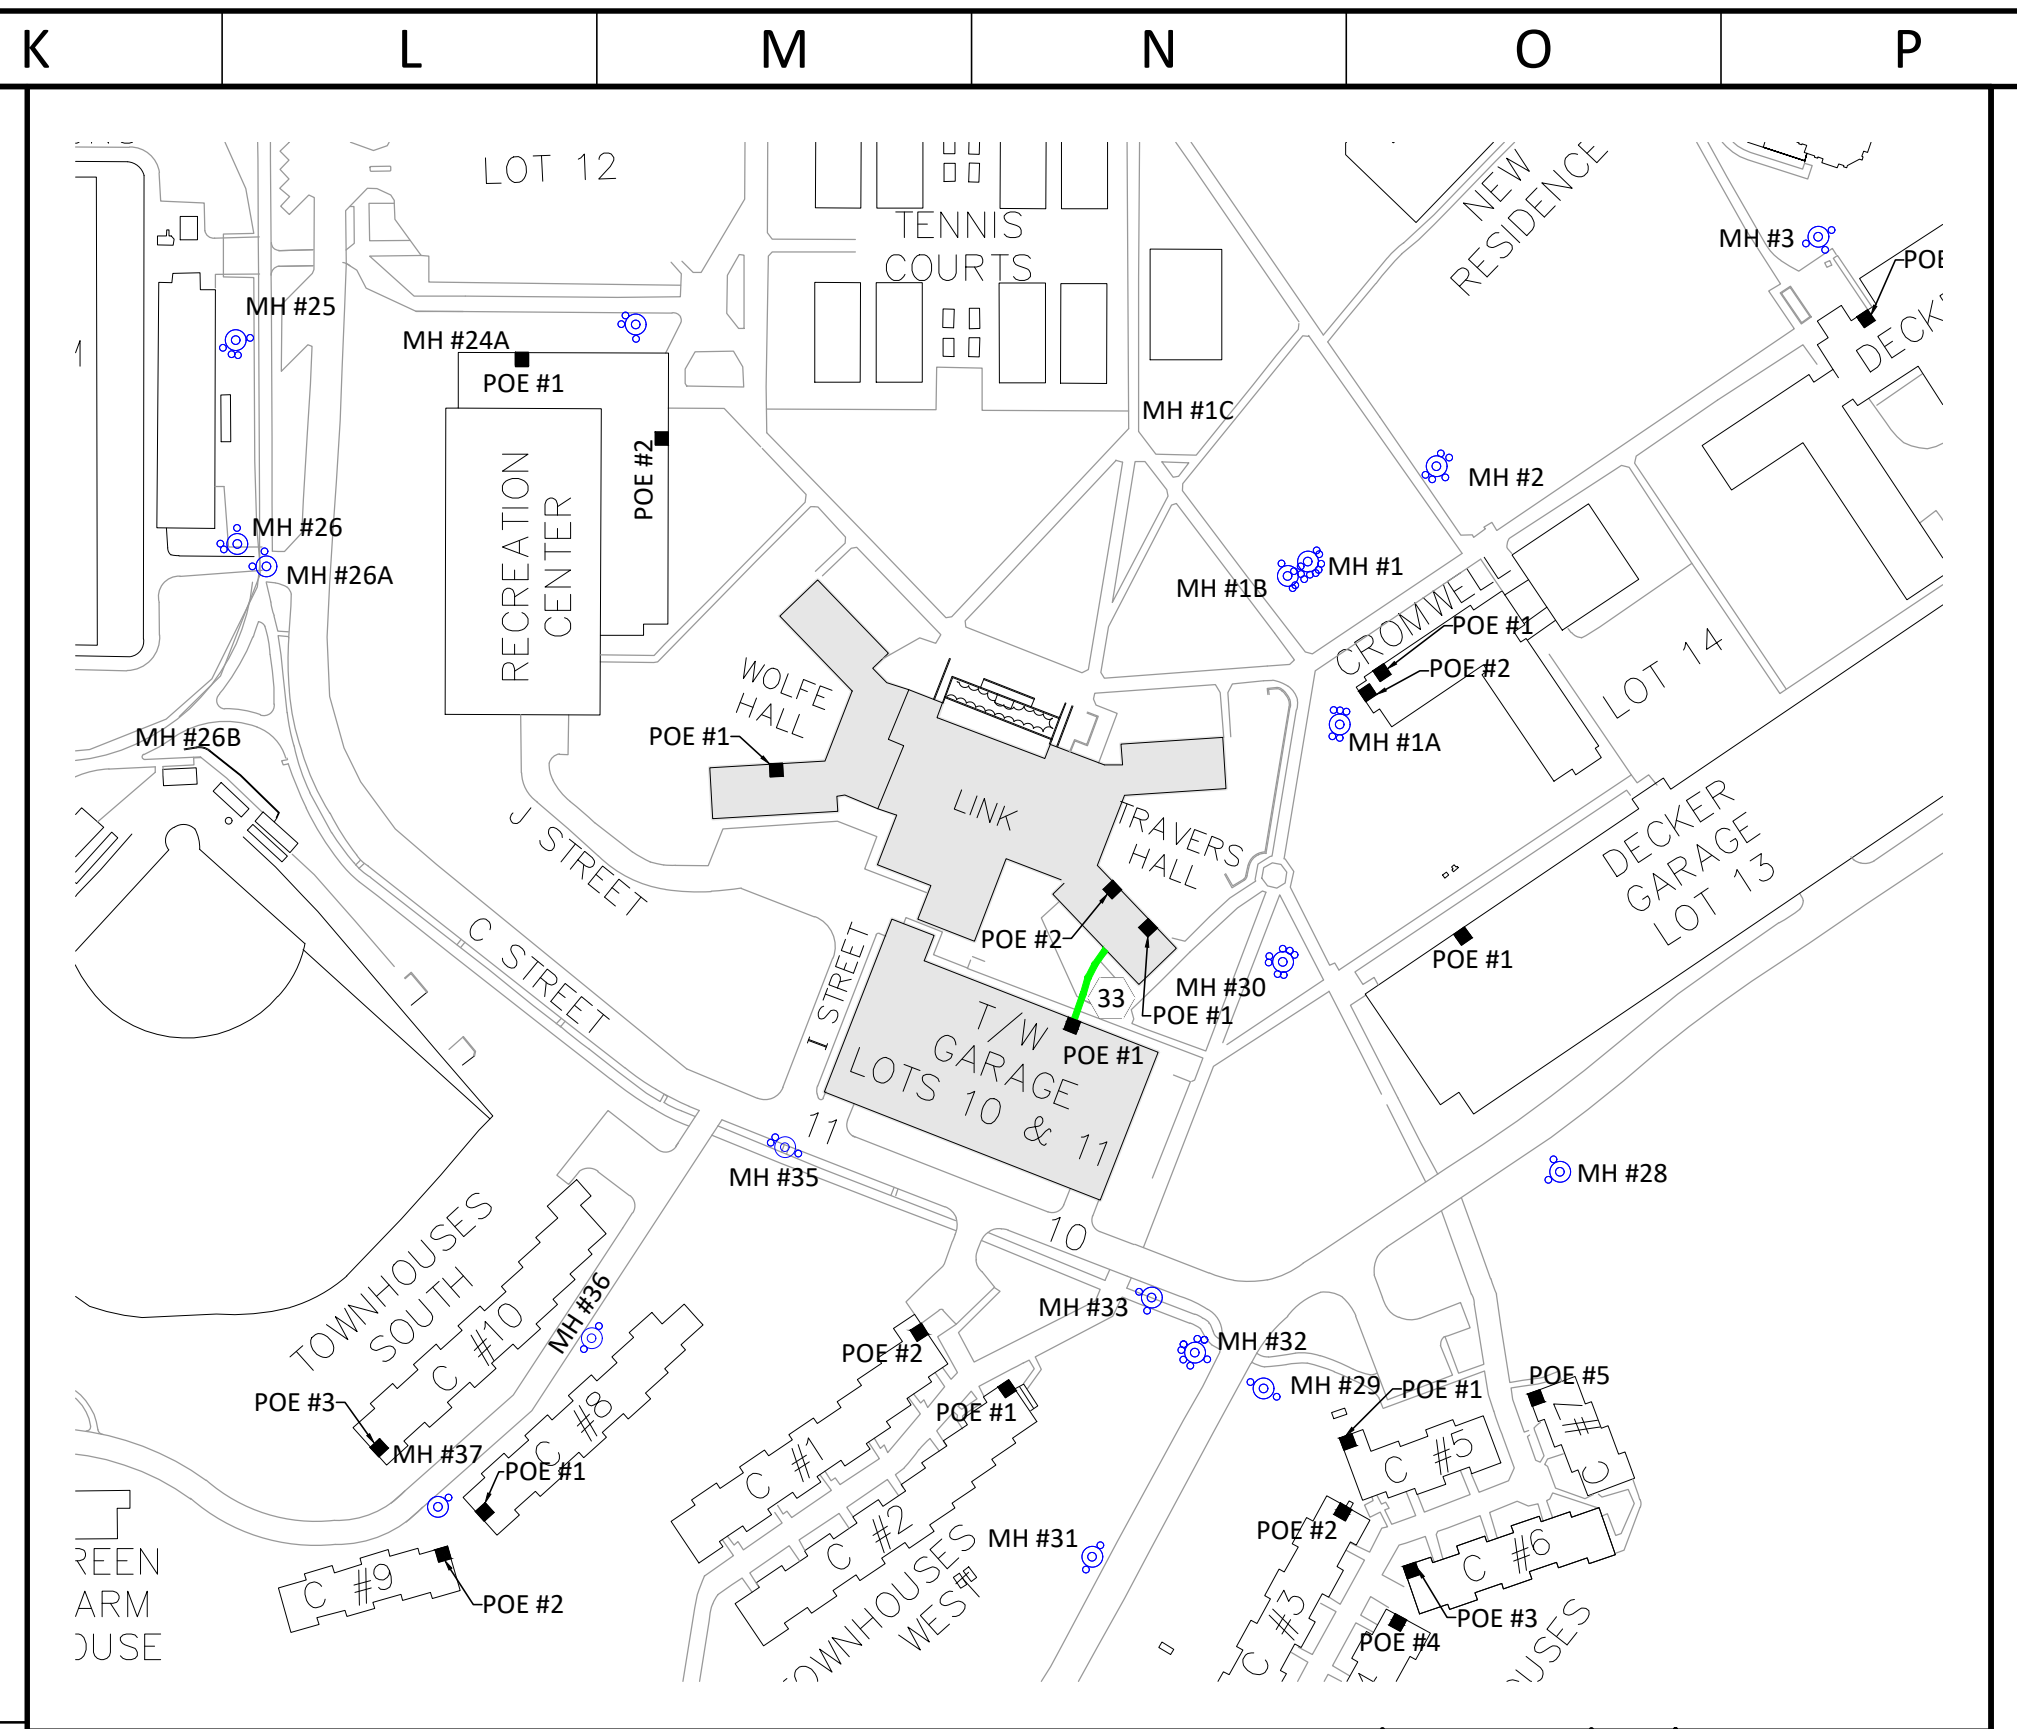 K
L
M
N
O
P
LOT 12
TENNIS
COURTS
NEW
RESIDENCE
MH #3
POE
DECK
MH #25
MH #24A
POE #1
POE #2
MH #1C
MH #2
RECREATION
CENTER
MH #26
MH #26A
MH #1
MH #1B
CROMWELL
POE #1
POE #2
LOT 14
WOLFE
HALL
POE #1
MH #1A
MH #26B
LINK
TRAVERS
HALL
DECKER
GARAGE
LOT 13
J STREET
C STREET
I STREET
POE #2
POE #1
MH #30
33
POE #1
POE #1
T/W
GARAGE
LOTS 10 & 11
11
MH #35
MH #28
10
TOWNHOUSES
SOUTH
C #10
MH #36
MH #33
MH #32
POE #2
MH #29
POE #1
POE #5
POE #3
MH #37
C #8
POE #1
POE #1
C #1
C #5
C #7
C #2
MH #31
POE #2
C #6
REEN
ARM
OUSE
C #9
POE #2
OWNHOUSES
WEST
C #3
POE #3
POE #4
OUSES